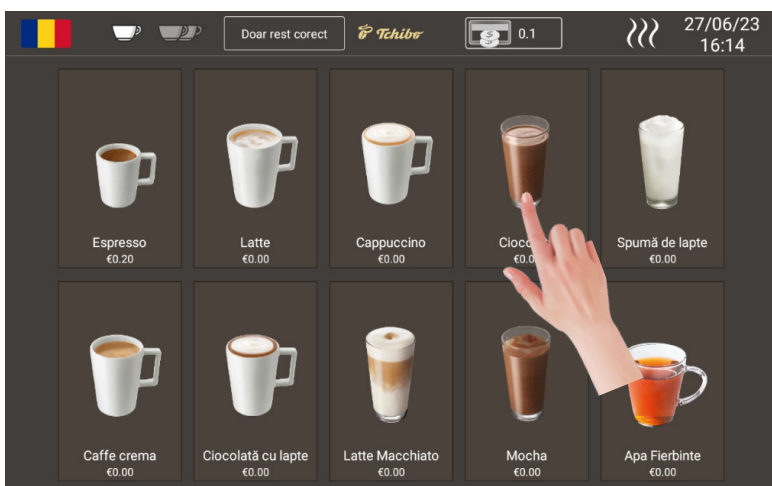 Doar rest corect
Tchibo
0.1
27/06/23
16:14
Espresso
€0.20
Latte
€0.00
Cappuccino
€0.00
€0.0
Spumă de lapte
€0.00
Caffe crema
€0.00
Ciocolată cu lapte
€0.00
Latte Macchiato
€0.00
Mocha
€0.00
Apa Fierbinte
€0.00